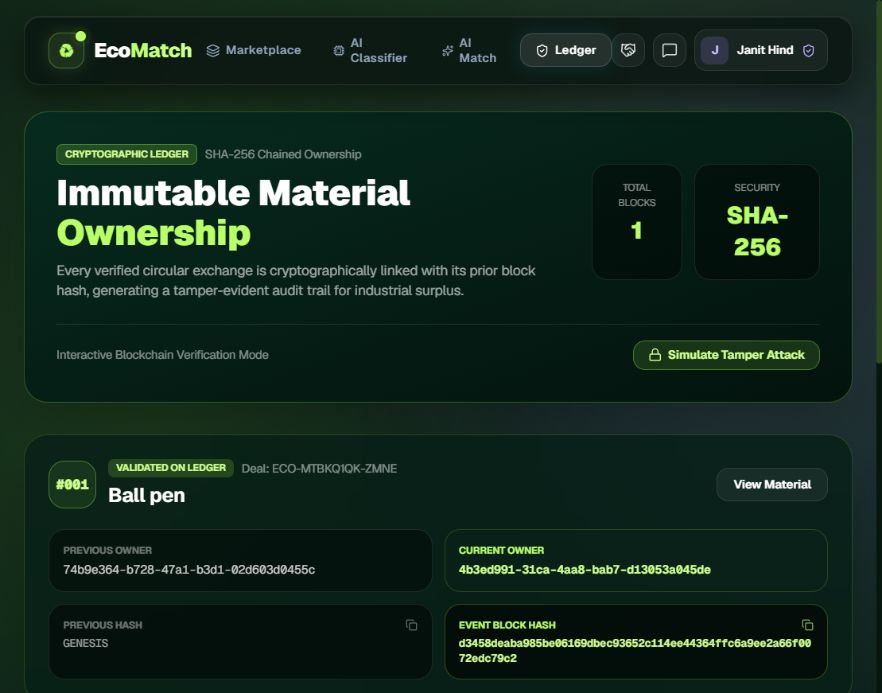 EcoMatch
Marketplace
AI
Classifier
AI
Match
Ledger
J
Janit Hind
CRYPTOGRAPHIC LEDGER
SHA-256 Chained Ownership
Immutable Material
Ownership
Every verified circular exchange is cryptographically linked with its prior block
hash, generating a tamper-evident audit trail for industrial surplus.
TOTAL
BLOCKS
1
SECURITY
SHA-
256
Interactive Blockchain Verification Mode
Simulate Tamper Attack
#001
VALIDATED ON LEDGER
Deal: ECO-MTBKQ1QK-ZMNE
Ball pen
View Material
PREVIOUS OWNER
74b9e364-b728-47a1-b3d1-02d603d0455c
CURRENT OWNER
4b3ed991-31ca-4aa8-bab7-d13053a045de
PREVIOUS HASH
GENESIS
EVENT BLOCK HASH
d3458deaba985be06169dbec93652c114ee44364ffc6a9ee2a66f00
72edc79c2